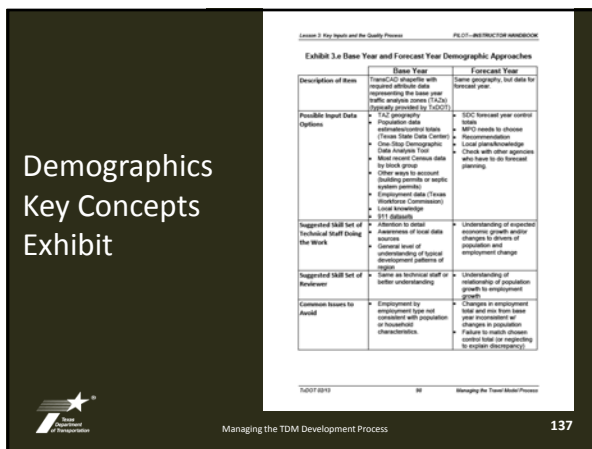 Demographics
Key Concepts
Exhibit
Lesson 3: Key Inputs and the Quality Process PILOT—INSTRUCTOR HANDBOOK
Exhibit 3.e Base Year and Forecast Year Demographic Approaches
Base Year Forecast Year
Description of Item
TransCAD shapefile with
required attribute data
representing the base year
traffic analysis zones (TAZs)
(typically provided by TxDOT)
Same geography, but data for
forecast year.
Possible Input Data
Options
• TAZ geography
• Population data
estimates/control totals
(Texas State Data Center)
• One-Stop Demographic
Data Analysis Tool
• Most recent Census data
by block group
• Other ways to account
(building permits or septic
system permits)
• Employment data (Texas
Workforce Commission)
• Local knowledge
• 911 datasets
• SDC forecast year control
totals
• MPO needs to choose
• Recommendation
• Local plans/knowledge
• Check with other agencies
who have to do forecast
planning.
Suggested Skill Set of
Technical Staff Doing
the Work
• Attention to detail
• Awareness of local data
sources
• General level of
understanding of typical
development patterns of
region
• Understanding of expected
economic growth and/or
changes to drivers of
population and
employment change
Suggested Skill Set of
Reviewer
• Same as technical staff or
better understanding
• Understanding of
relationship of population
growth to employment
growth
Common Issues to
Avoid
• Employment by
employment type not
consistent with population
or household
characteristics.
• Changes in employment
total and mix from base
year inconsistent w/
changes in population
• Failure to match chosen
control total (or neglecting
to explain discrepancy)
TxDOT 02/13 98 Managing the Travel Model Process
Texas
Department
of Transportation
®
Managing the TDM Development Process
137